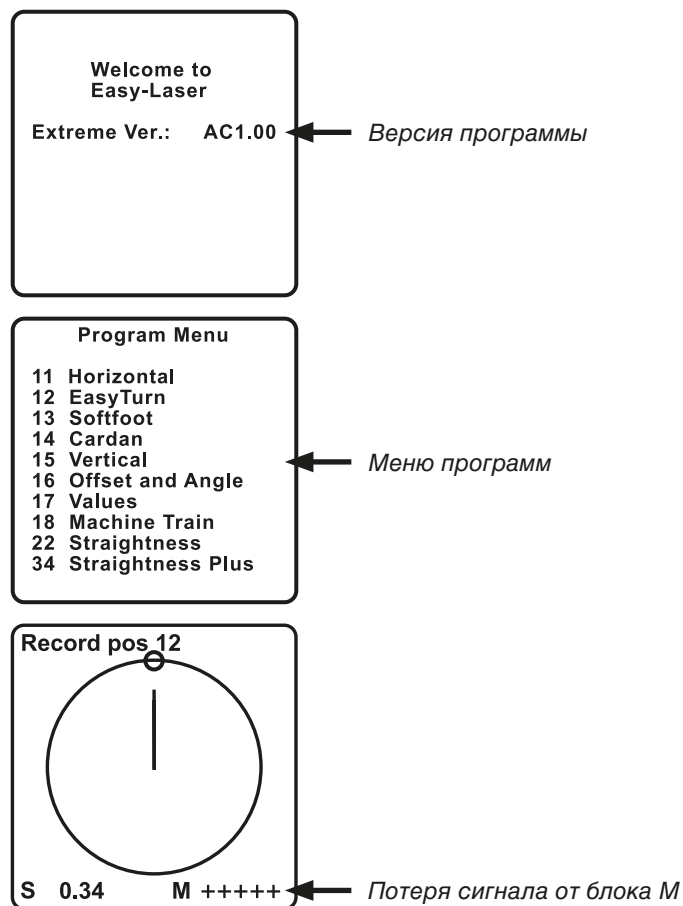 Welcome to
Easy-Laser
Extreme Ver.: AC1.00
Версия программы
Program Menu
11 Horizontal
12 EasyTurn
13 Softfoot
14 Cardan
15 Vertical
16 Offset and Angle
17 Values
18 Machine Train
22 Straightness
34 Straightness Plus
Меню программ
Record pos 12
S 0.34 M +++++
Потеря сигнала от блока М